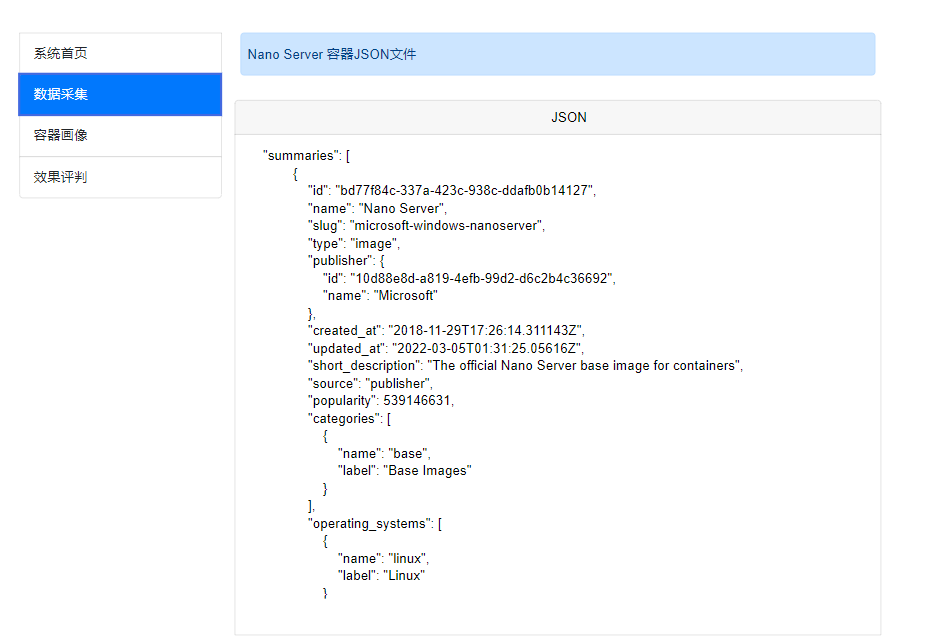 系统首页
数据采集
容器画像
效果评判
Nano Server 容器JSON文件
JSON
"summaries": [
{
"id": "bd77f84c-337a-423c-938c-ddafb0b14127",
"name": "Nano Server",
"slug": "microsoft-windows-nanoserver",
"type": "image",
"publisher": {
"id": "10d88e8d-a819-4efb-99d2-d6c2b4c36692",
"name": "Microsoft"
},
"created_at": "2018-11-29T17:26:14.311143Z",
"updated_at": "2022-03-05T01:31:25.05616Z",
"short_description": "The official Nano Server base image for containers",
"source": "publisher",
"popularity": 539146631,
"categories": [
{
"name": "base",
"label": "Base Images"
}
],
"operating_systems": [
{
"name": "linux",
"label": "Linux"
}